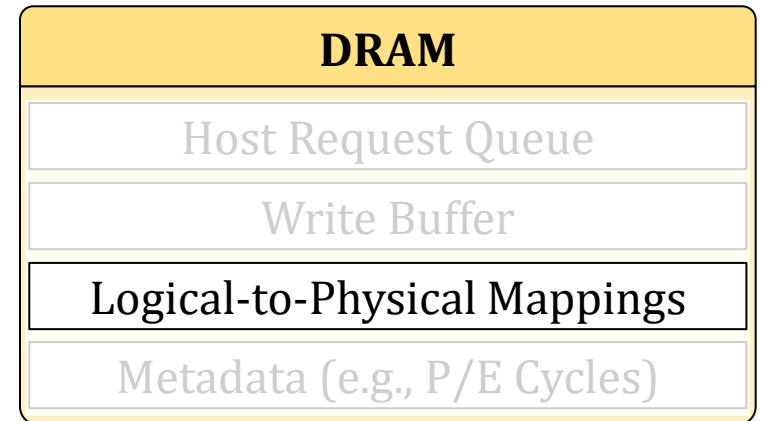 DRAM
Host Request Queue
Write Buffer
Logical-to-Physical Mappings
Metadata (e.g., P/E Cycles)